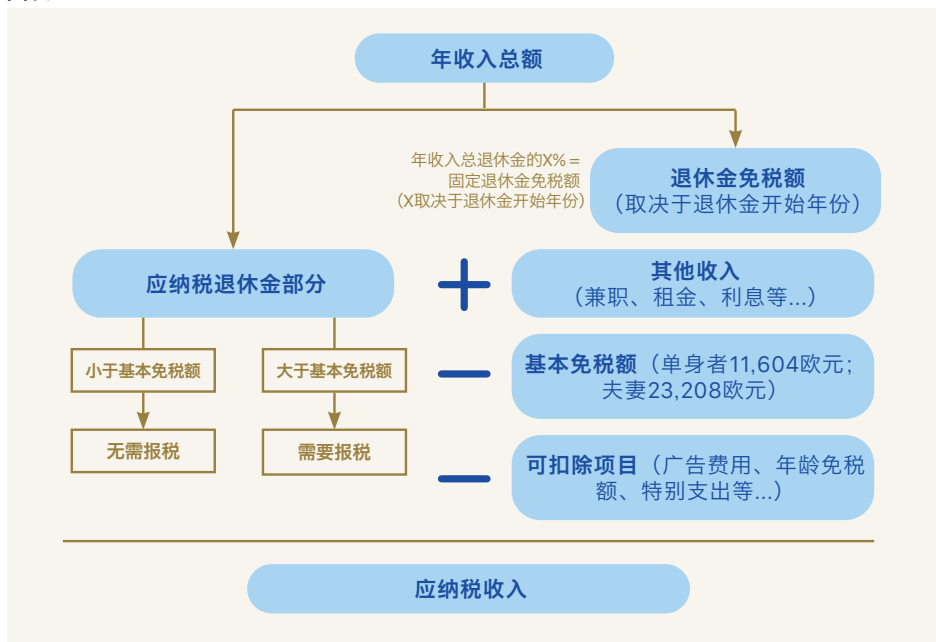 年收入总额
年收入总退休金的X%=
固定退休金免税额
（X取决于退休金开始年份）
退休金免税额
（取决于退休金开始年份）
应纳税退休金部分
+
其他收入
（兼职、租金、利息等...）
小于基本免税额
大于基本免税额
无需报税
需要报税
—
基本免税额（单身者11,604欧元；
夫妻23,208欧元）
—
可扣除项目（广告费用、年龄免税
额、特别支出等...）
应纳税收入